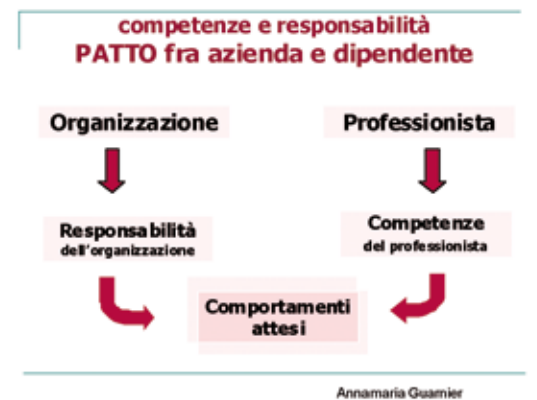 competenze e responsabilità
PATTO fra azienda e dipendente
Organizzazione
Professionista
Responsabilità
dell'organizzazione
Competenze
del professionista
Comportamenti
attesi
Annamaria Guarnier